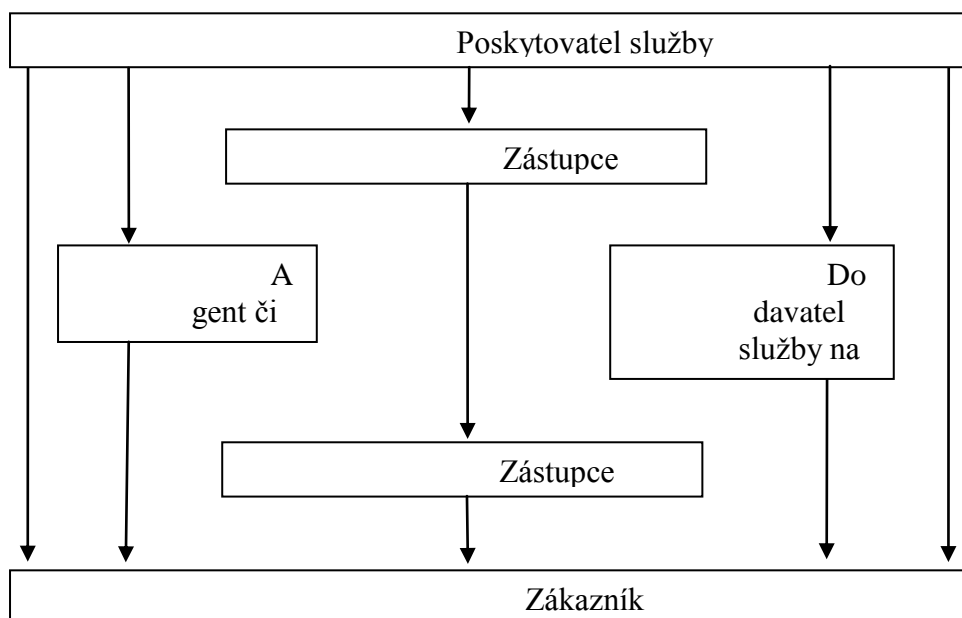 Poskytovatel služby
Zástupce
A
gent či
Do
davatel
služby na
Zástupce
Zákazník